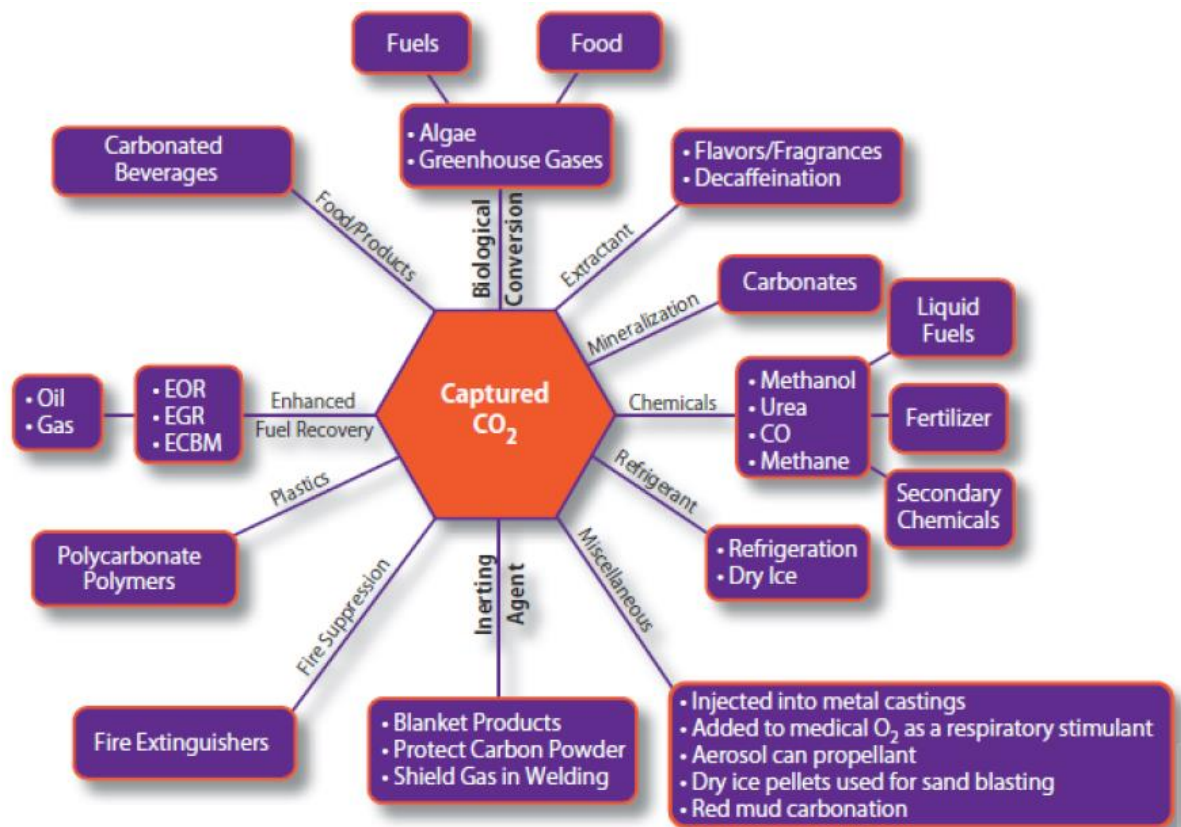 Fuels
Food
• Algae
• Greenhouse Gases
Carbonated
Beverages
• Flavors/Fragrances
• Decaffeination
Food/Products
Biological
Conversion
Extractant
Mineralization
Carbonates
Liquid
Fuels
• Oil
• Gas
• EOR
• EGR
• ECBM
Enhanced
Fuel Recovery
Captured
CO₂
Chemicals
• Methanol
• Urea
• CO
• Methane
Fertilizer
Secondary
Chemicals
Plastics
Polycarbonate
Polymers
Refrigerant
• Refrigeration
• Dry Ice
Fire Suppression
Fire Extinguishers
Inerting
Agent
• Blanket Products
• Protect Carbon Powder
• Shield Gas in Welding
Miscellaneous
• Injected into metal castings
• Added to medical O₂ as a respiratory stimulant
• Aerosol can propellant
• Dry ice pellets used for sand blasting
• Red mud carbonation